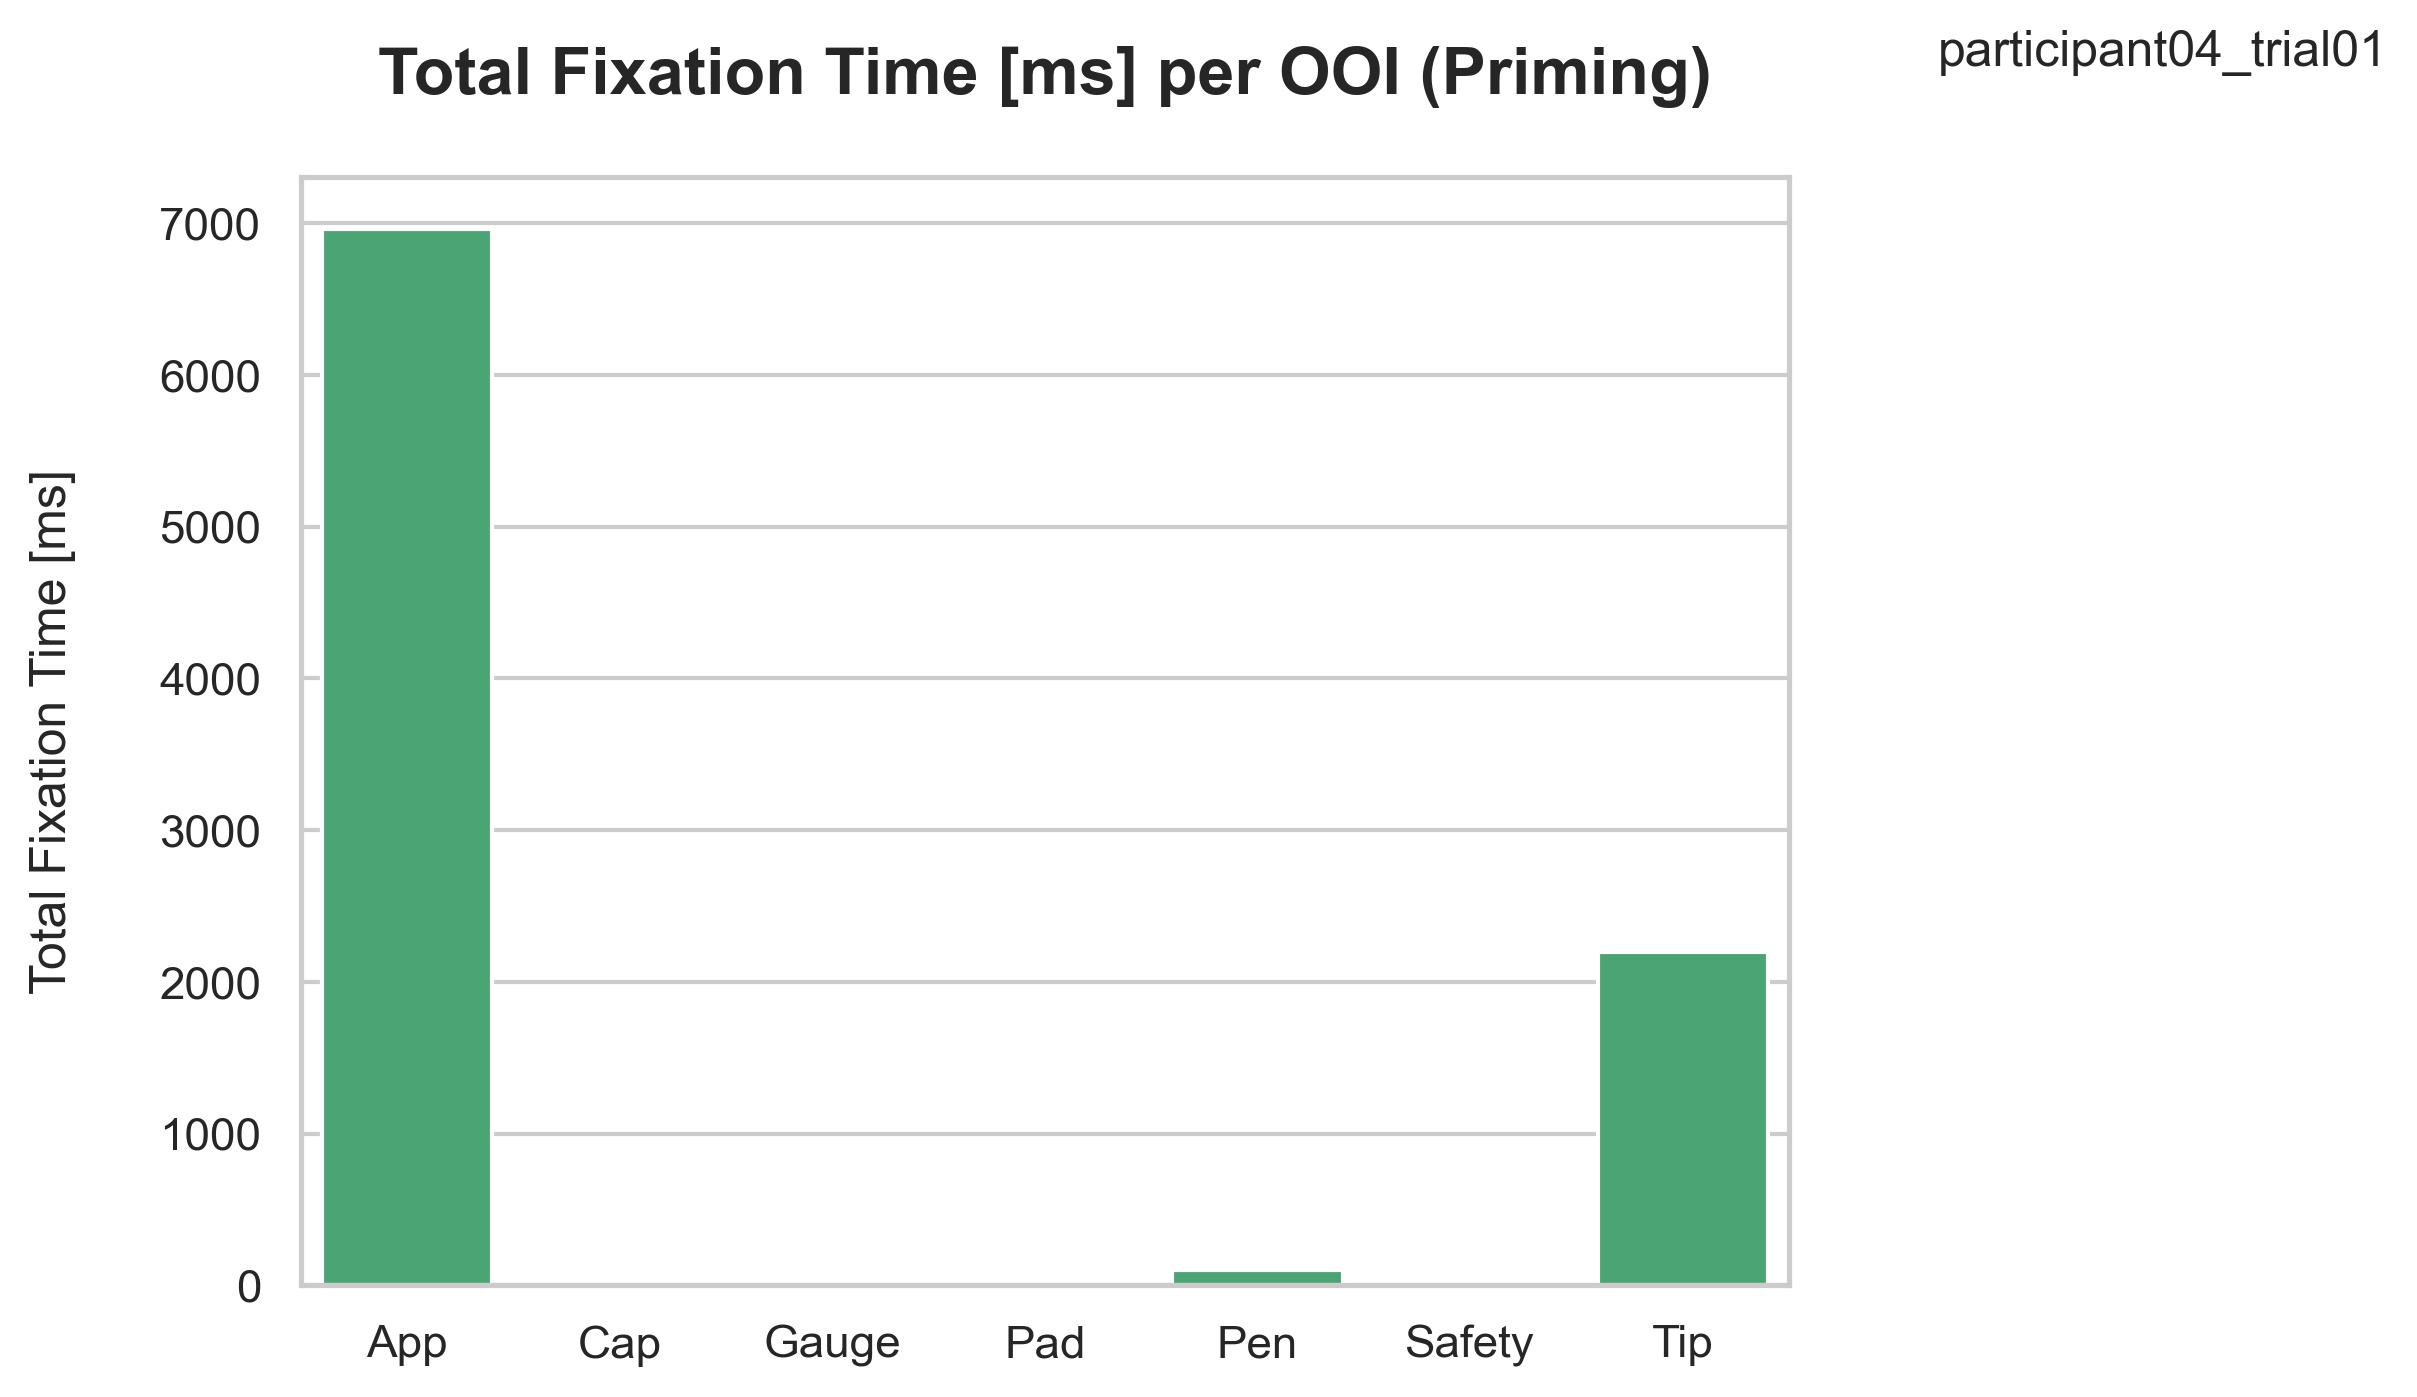 participant04_trial01
Total Fixation Time [ms] per OOI (Priming)
Total Fixation Time [ms]
7000
6000
5000
4000
3000
2000
1000
0
App Cap Gauge Pad Pen Safety Tip